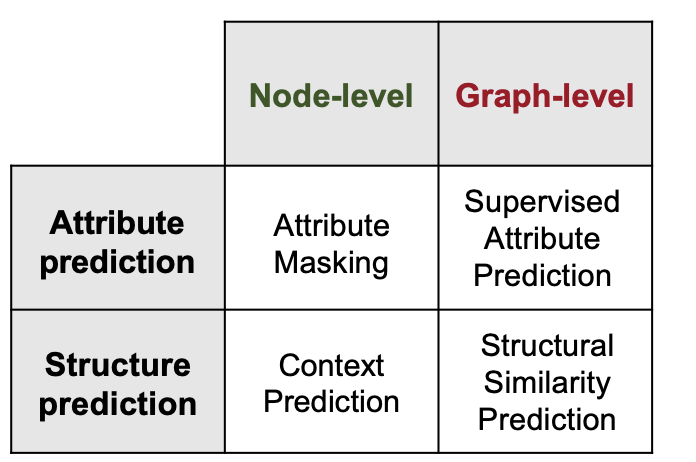 Node-level
Graph-level
Attribute
prediction
Attribute
Masking
Supervised
Attribute
Prediction
Structure
prediction
Context
Prediction
Structural
Similarity
Prediction